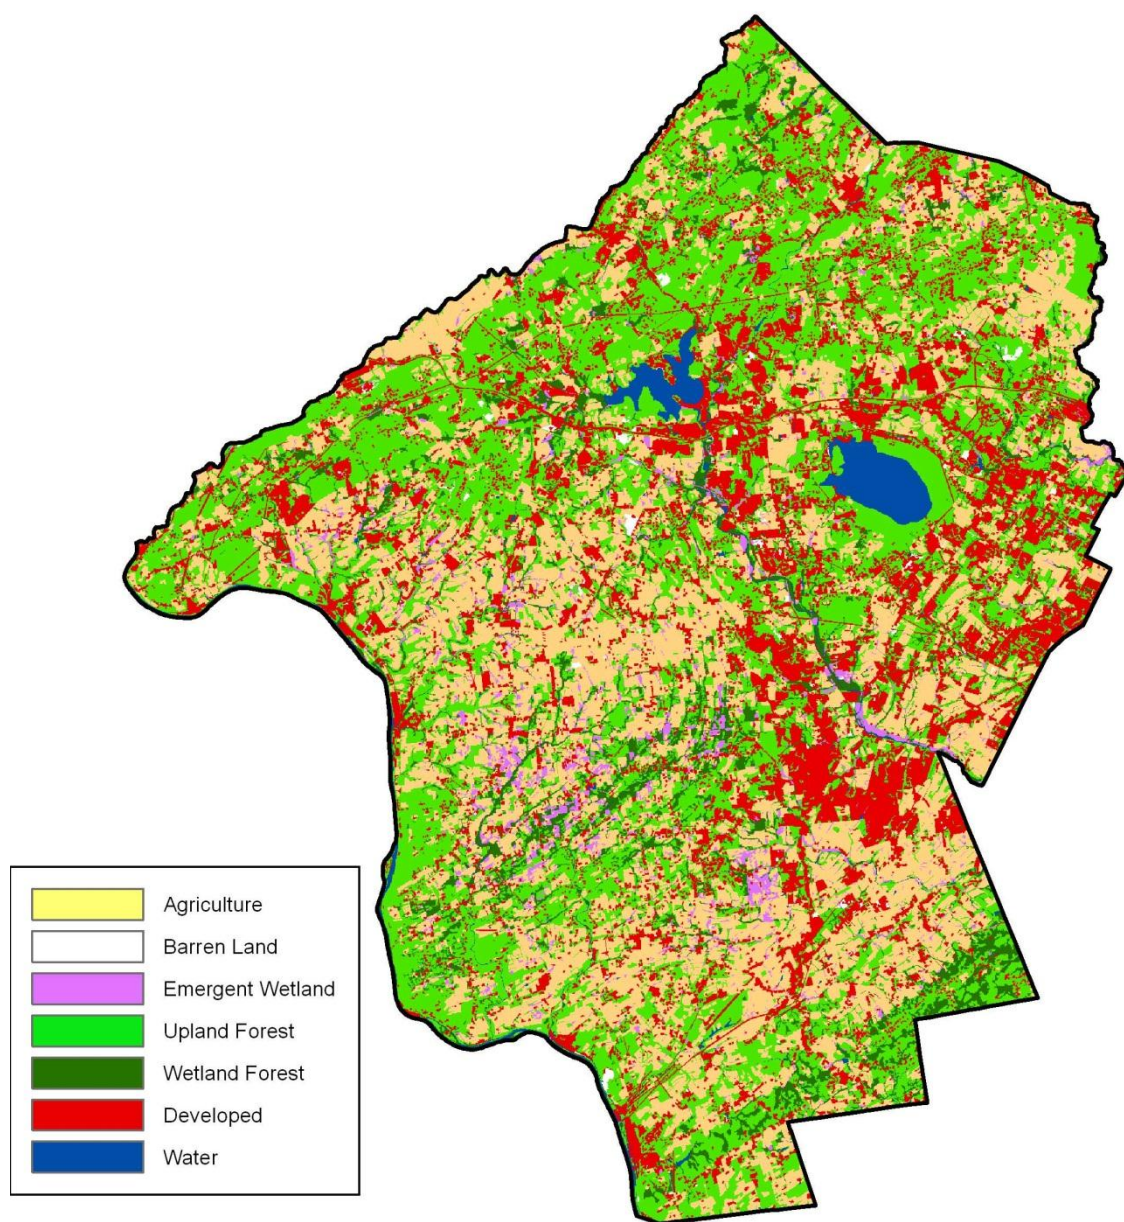 Agriculture
Barren Land
Emergent Wetland
Upland Forest
Wetland Forest
Developed
Water